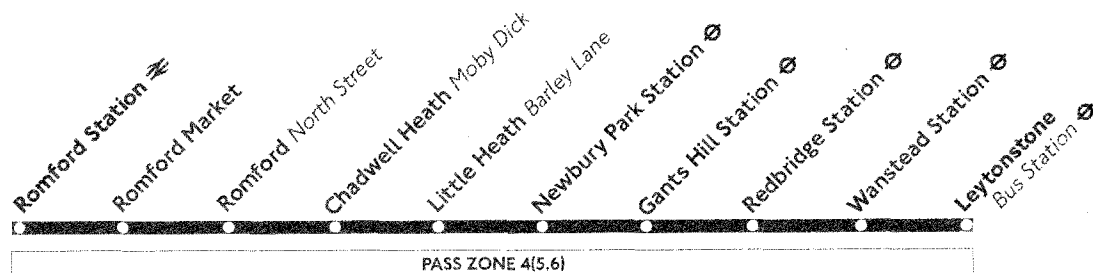 Romford Station
Romford Market
Romford North Street
Chadwell Heath Moby Dick
Little Heath Barley Lane
Newbury Park Station
Gants Hill Station
Redbridge Station
Wanstead Station
Leytonstone
Bus Station
PASS ZONE 4(5,6)